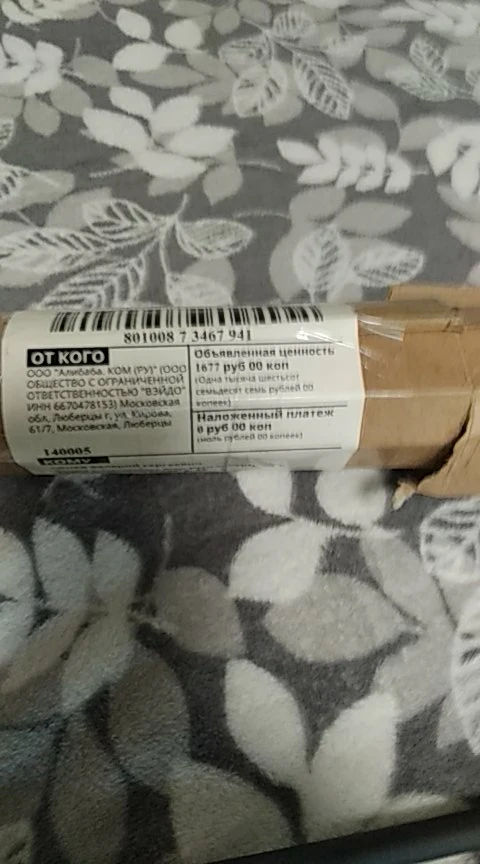 801008 7 3467 941
ОТ КОГО
ООО "Алибаба. КОМ (РУ)" (ООО
ОБЩЕСТВО С ОГРАНИЧЕННОЙ
ОТВЕТСТВЕННОСТЬЮ "ВЭЙДО"
ИНН 6670478153) Московская
обл, Люберцы г, ул, Кирова,
61/7, Московская, Люберцы
140005
Объявленная ценность
1677 руб 00 коп
(Одна тысяча шестьсот
семьдесят семь рублей 00
копеек)
Наложенный платеж
0 руб 00 коп
(ноль рублей 00 копеек)
КОМУ